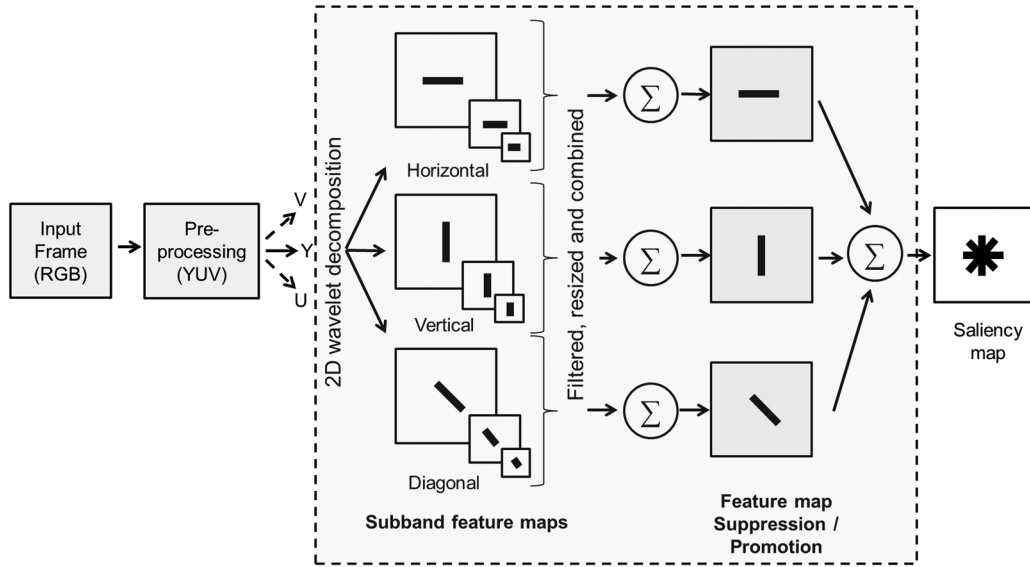 Input
Frame
(RGB)
Pre-
processing
(YUV)
V
Y
U
2D wavelet decomposition
Horizontal
Vertical
Diagonal
Subband feature maps
Filtered, resized and combined
Σ
Σ
Σ
Feature map
Suppression /
Promotion
Σ
Saliency
map